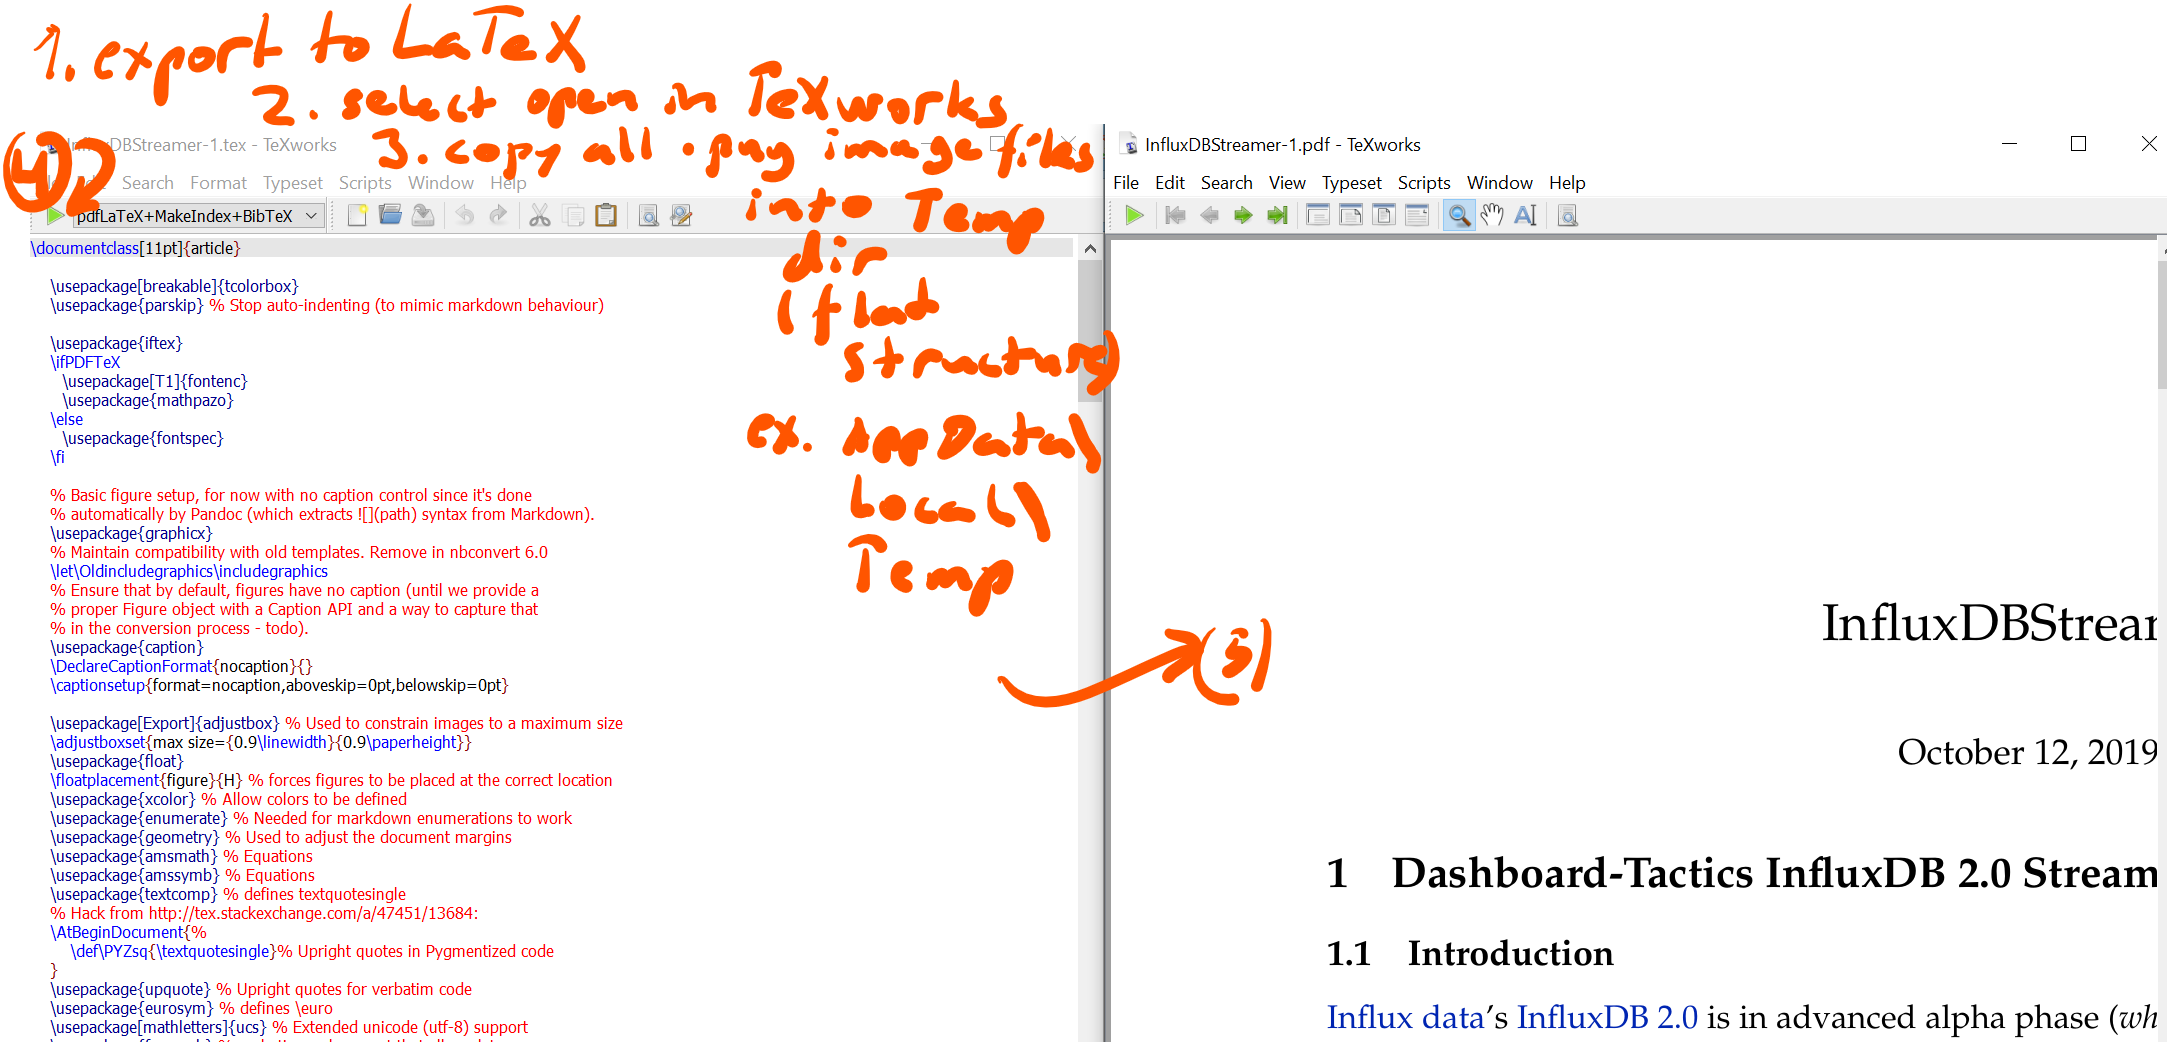 1. export to LaTeX
2. select open in TeXworks
3. copy all .png image files
into Temp
dir
(flat
structure)
ex. AppData\
Local\
Temp
(4)
(5)
DBStreamer-1.tex - TeXworks
Search Format Typeset Scripts Window Help
pdfLaTeX+MakeIndex+BibTeX
\documentclass[11pt]{article}
\usepackage[breakable]{tcolorbox}
\usepackage{parskip} % Stop auto-indenting (to mimic markdown behaviour)
\usepackage{iftex}
\ifPDFTeX
\usepackage[T1]{fontenc}
\usepackage{mathpazo}
\else
\usepackage{fontspec}
\fi
% Basic figure setup, for now with no caption control since it's done
% automatically by Pandoc (which extracts ![](path) syntax from Markdown).
\usepackage{graphicx}
% Maintain compatibility with old templates. Remove in nbconvert 6.0
\let\Oldincludegraphics\includegraphics
% Ensure that by default, figures have no caption (until we provide a
% proper Figure object with a Caption API and a way to capture that
% in the conversion process - todo).
\usepackage{caption}
\DeclareCaptionFormat{nocaption}{}
\captionsetup{format=nocaption,aboveskip=0pt,belowskip=0pt}
\usepackage[Export]{adjustbox} % Used to constrain images to a maximum size
\adjustboxset{max size={0.9\linewidth}{0.9\paperheight}}
\usepackage{float}
\floatplacement{figure}{H} % forces figures to be placed at the correct location
\usepackage{xcolor} % Allow colors to be defined
\usepackage{enumerate} % Needed for markdown enumerations to work
\usepackage{geometry} % Used to adjust the document margins
\usepackage{amsmath} % Equations
\usepackage{amssymb} % Equations
\usepackage{textcomp} % defines textquotesingle
% Hack from http://tex.stackexchange.com/a/47451/13684:
\AtBeginDocument{%
\def\PYZsq{\textquotesingle}% Upright quotes in Pygmentized code
}
\usepackage{upquote} % Upright quotes for verbatim code
\usepackage{eurosym} % defines \euro
\usepackage[mathletters]{ucs} % Extended unicode (utf-8) support
InfluxDBStreamer-1.pdf - TeXworks
File Edit Search View Typeset Scripts Window Help
InfluxDBStrear
October 12, 2019
1 Dashboard-Tactics InfluxDB 2.0 Stream
1.1 Introduction
Influx data's InfluxDB 2.0 is in advanced alpha phase (wh